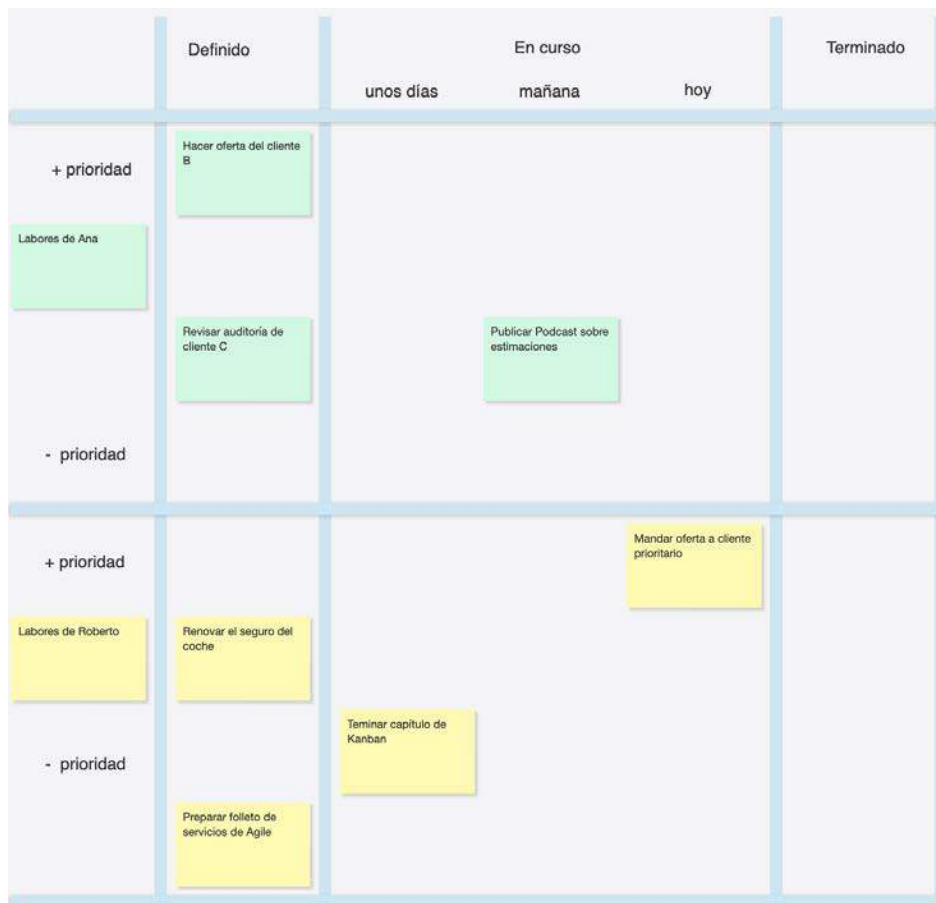 Definido
En curso
Terminado
unos días
mañana
hoy
+ prioridad
Hacer oferta del cliente
B
Labores de Ana
Revisar auditoría de
cliente C
Publicar Podcast sobre
estimaciones
- prioridad
+ prioridad
Mandar oferta a cliente
prioritario
Labores de Roberto
Renovar el seguro del
coche
Teminar capítulo de
Kanban
- prioridad
Preparar folleto de
servicios de Agile